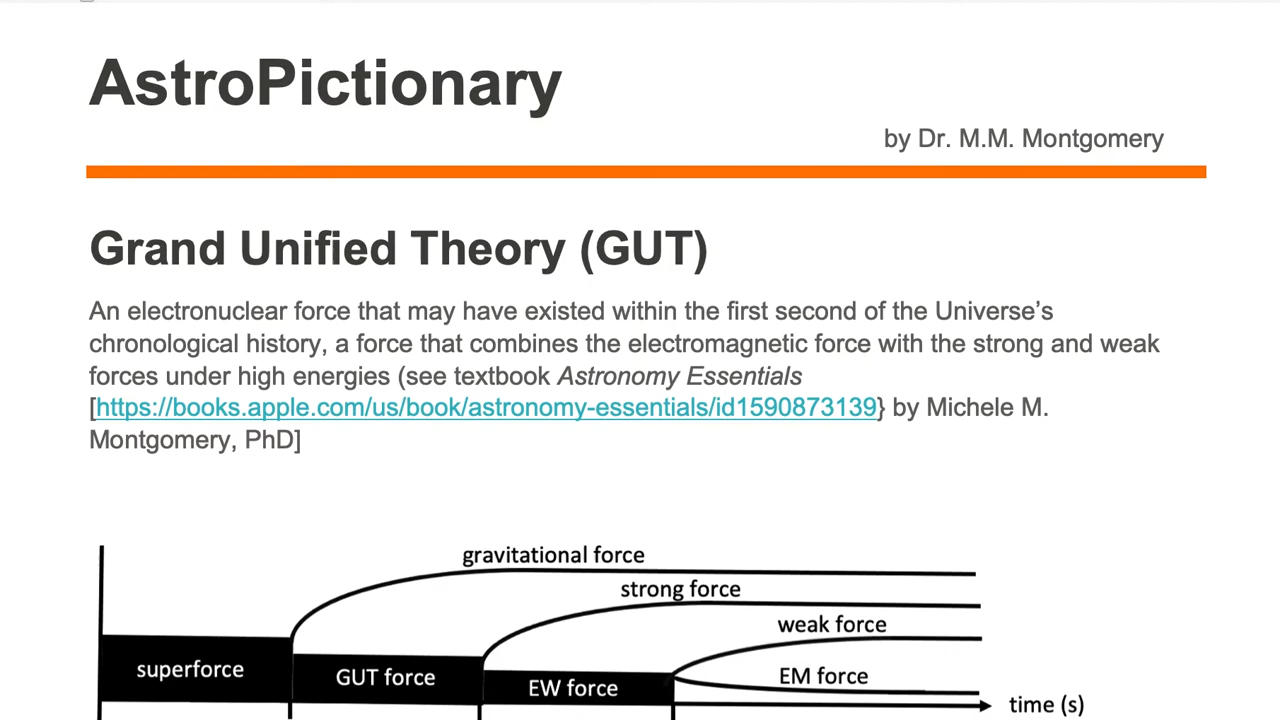 AstroPictionary
by Dr. M.M. Montgomery
Grand Unified Theory (GUT)
An electronuclear force that may have existed within the first second of the Universe’s
chronological history, a force that combines the electromagnetic force with the strong and weak
forces under high energies (see textbook Astronomy Essentials
[https://books.apple.com/us/book/astronomy-essentials/id1590873139} by Michele M.
Montgomery, PhD]
gravitational force
strong force
weak force
superforce
GUT force
EW force
EM force
time (s)